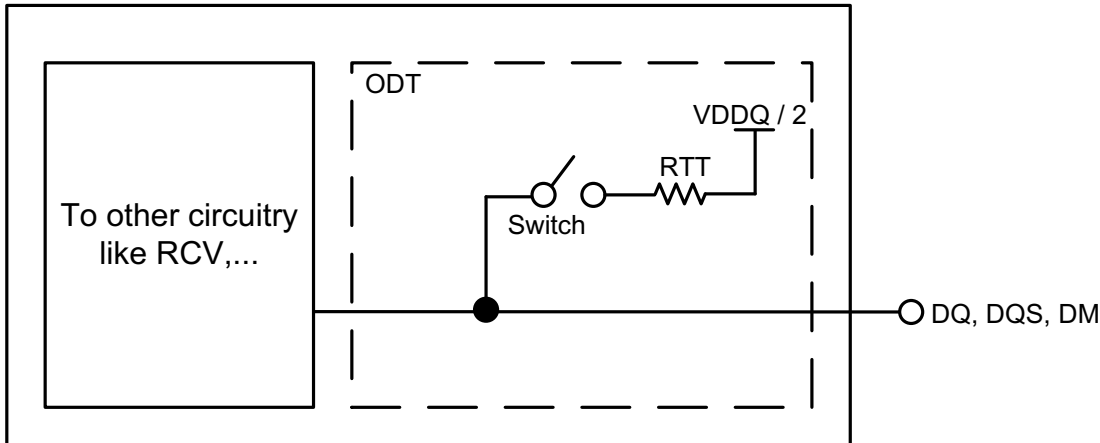 ODT
VDDQ / 2
RTT
Switch
To other circuitry
like RCV,...
DQ, DQS, DM